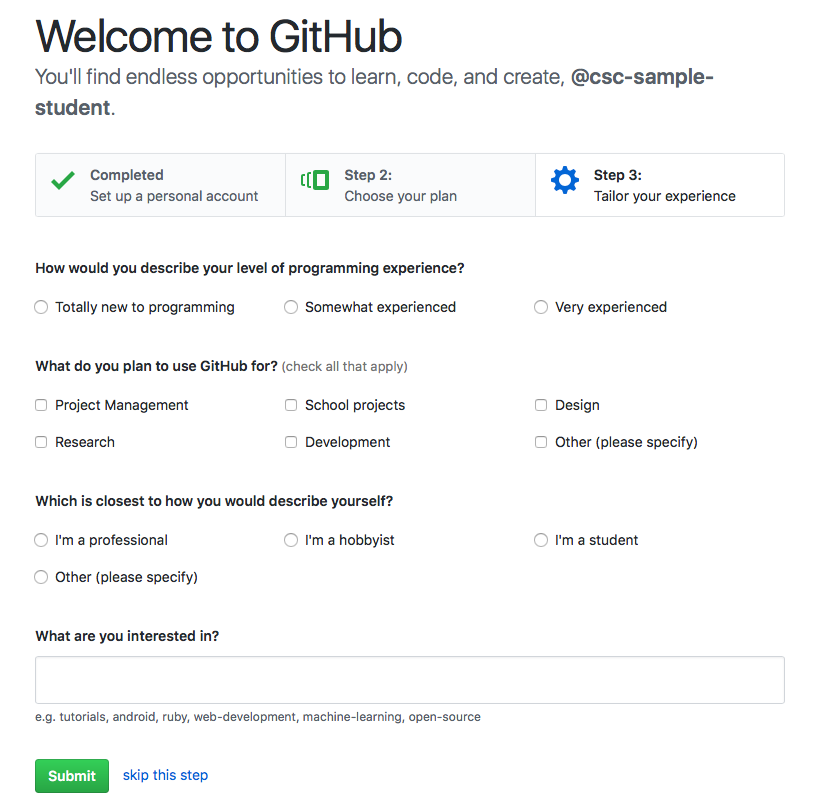 Welcome to GitHub
You'll find endless opportunities to learn, code, and create, @csc-sample-
student.
Completed
Set up a personal account
Step 2:
Choose your plan
Step 3:
Tailor your experience
How would you describe your level of programming experience?
Totally new to programming
Somewhat experienced
Very experienced
What do you plan to use GitHub for? (check all that apply)
Project Management
School projects
Design
Research
Development
Other (please specify)
Which is closest to how you would describe yourself?
I'm a professional
I'm a hobbyist
I'm a student
Other (please specify)
What are you interested in?
e.g. tutorials, android, ruby, web-development, machine-learning, open-source
Submit
skip this step